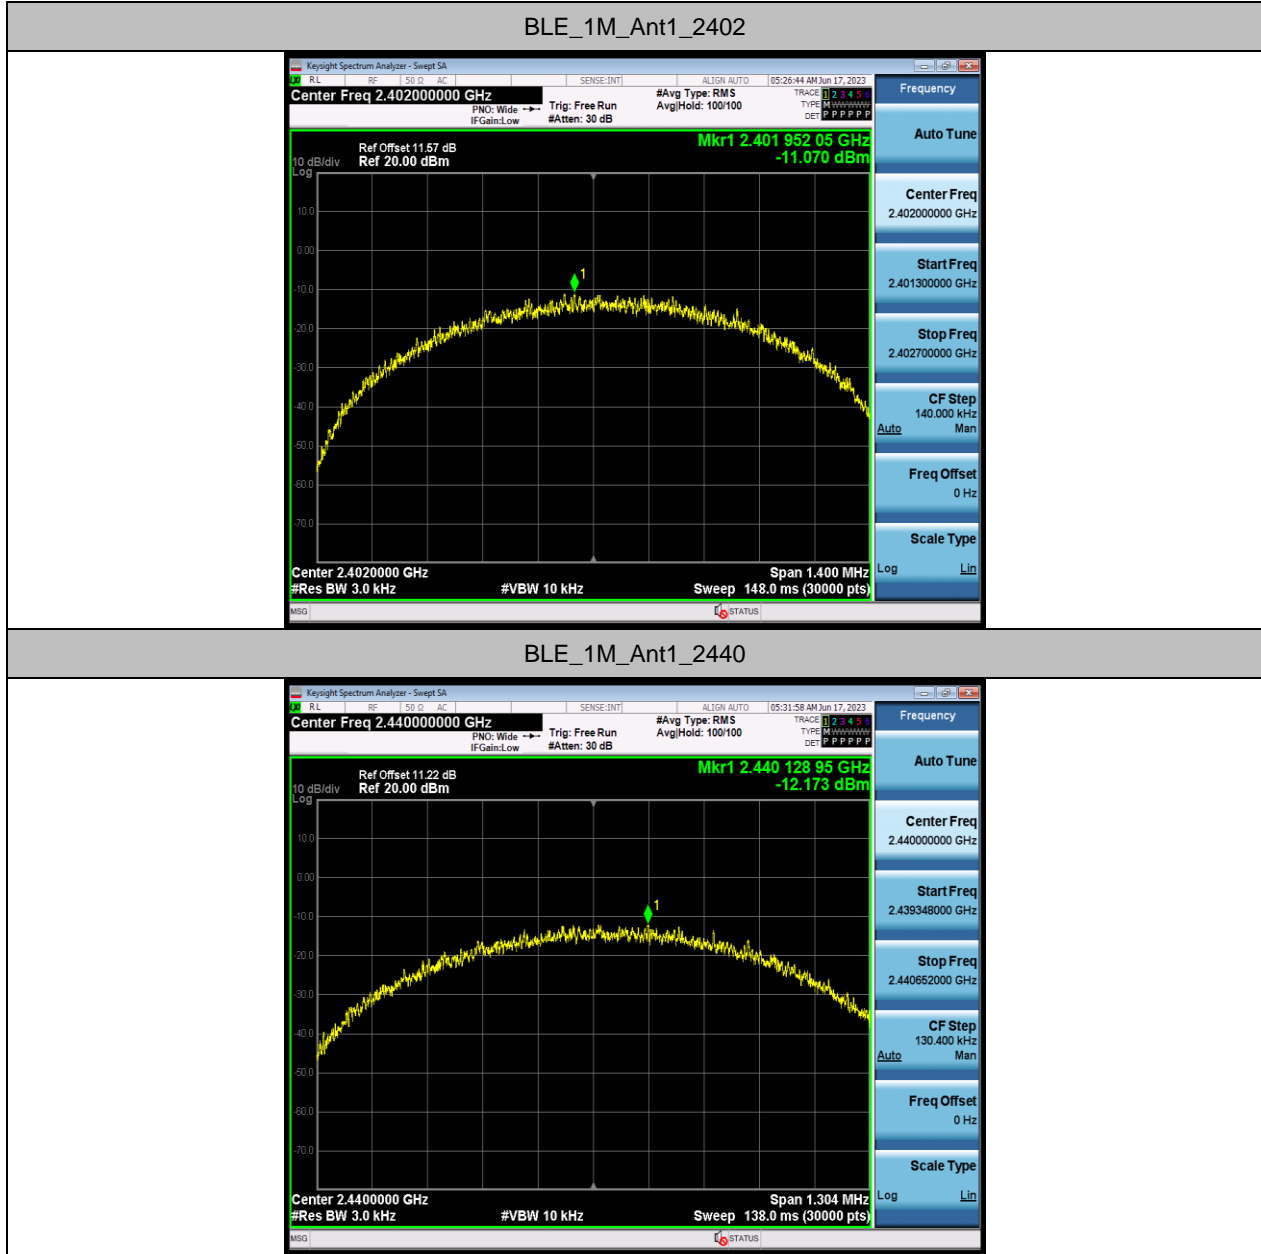 BLE_1M_Ant1_2402
Keysight Spectrum Analyzer - Swept SA
RL RF 50 Ω AC SENSE:INT ALIGN AUTO 05:26:44 AM Jun 17, 2023
Center Freq 2.402000000 GHz #Avg Type: RMS TRACE 1 2 3 4 5 6
PNO: Wide Trig: Free Run Avg|Hold: 100/100 TYPE M WWWWW
IFGain:Low #Atten: 30 dB DET P P P P P P
Frequency
Auto Tune
Mkr1 2.401 952 05 GHz
Ref Offset 11.57 dB
10 dB/div Ref 20.00 dBm -11.070 dBm
Log
10.0
0.00
1
-10.0
-20.0
-30.0
-40.0
-50.0
-60.0
-70.0
Center Freq
2.402000000 GHz
Start Freq
2.401300000 GHz
Stop Freq
2.402700000 GHz
CF Step
140.000 kHz
Auto Man
Freq Offset
0 Hz
Scale Type
Log Lin
Center 2.4020000 GHz Span 1.400 MHz
#Res BW 3.0 kHz #VBW 10 kHz Sweep 148.0 ms (30000 pts)
MSG STATUS
BLE_1M_Ant1_2440
Keysight Spectrum Analyzer - Swept SA
RL RF 50 Ω AC SENSE:INT ALIGN AUTO 05:31:58 AM Jun 17, 2023
Center Freq 2.440000000 GHz #Avg Type: RMS TRACE 1 2 3 4 5 6
PNO: Wide Trig: Free Run Avg|Hold: 100/100 TYPE M WWWWW
IFGain:Low #Atten: 30 dB DET P P P P P P
Frequency
Auto Tune
Mkr1 2.440 128 95 GHz
Ref Offset 11.22 dB
10 dB/div Ref 20.00 dBm -12.173 dBm
Log
10.0
0.00
1
-10.0
-20.0
-30.0
-40.0
-50.0
-60.0
-70.0
Center Freq
2.440000000 GHz
Start Freq
2.439348000 GHz
Stop Freq
2.440652000 GHz
CF Step
130.400 kHz
Auto Man
Freq Offset
0 Hz
Scale Type
Log Lin
Center 2.4400000 GHz Span 1.304 MHz
#Res BW 3.0 kHz #VBW 10 kHz Sweep 138.0 ms (30000 pts)
MSG STATUS